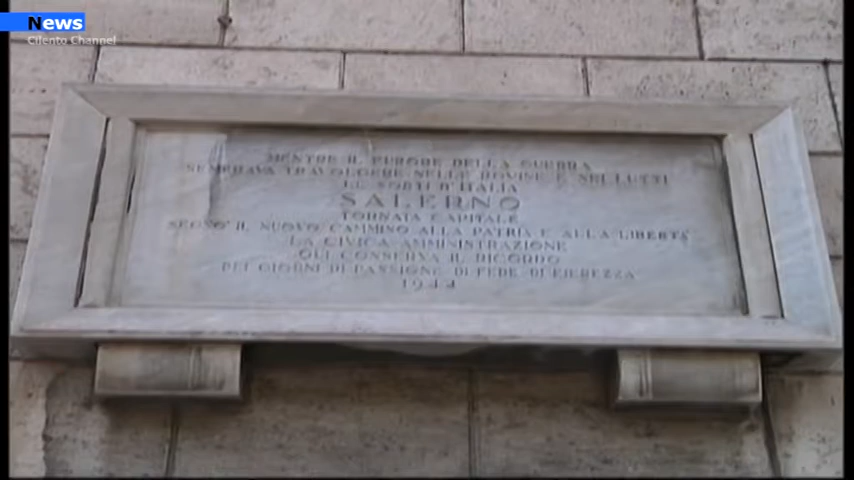 News
Cilento Channel
MENTRE IL FURORE DELLA GUERRA
SEMBRAVA TRAVOLGERE NELLE ROVINE E NEI LUTTI
LE SORTI D'ITALIA
SALERNO
TORNATA CAPITALE
SEGNO' IL NUOVO CAMMINO ALLA PATRIA E ALLA LIBERTÀ
LA CIVICA AMMINISTRAZIONE
QUI CONSERVA IL RICORDO
DEI GIORNI DI PASSIONE DI FEDE DI FIEREZZA
1944